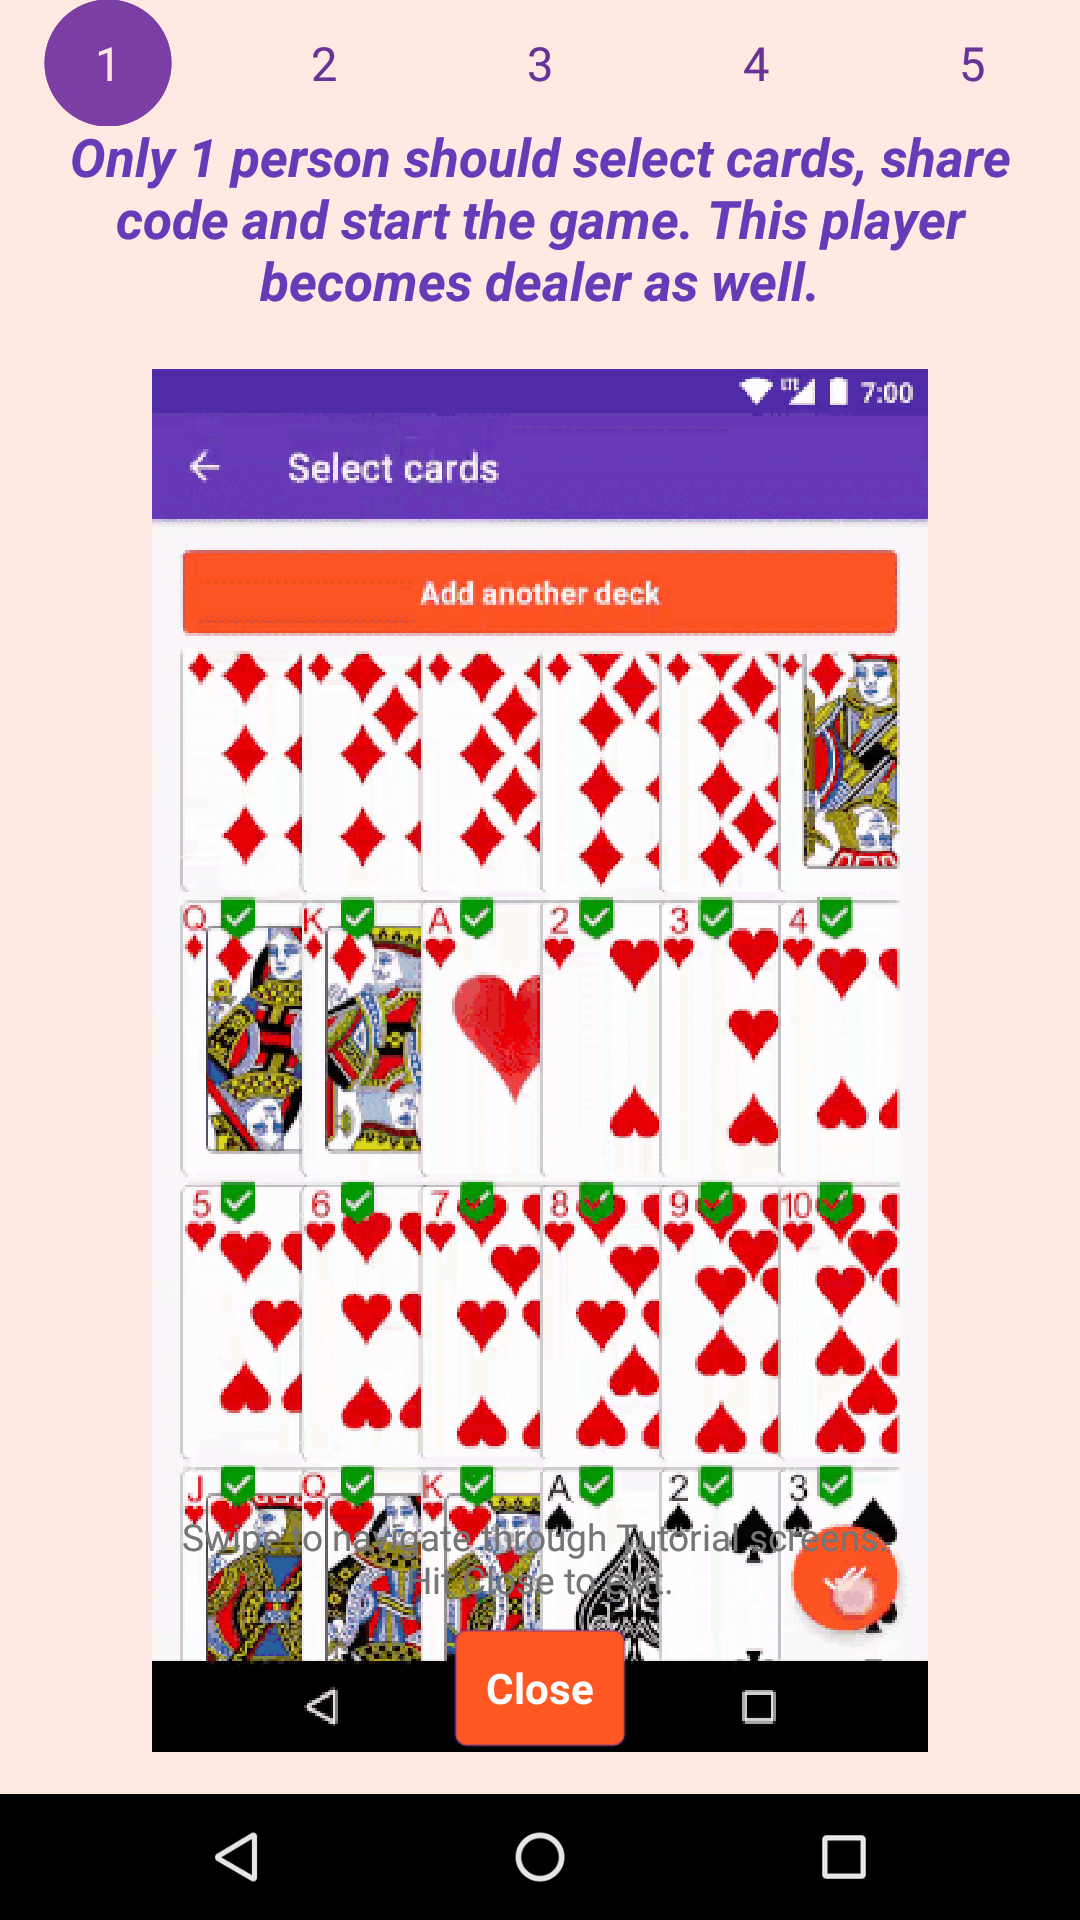 1 2 3 4 5
Only 1 person should select cards, share
code and start the game. This player
becomes dealer as well.
LTE 7:00
Select cards
Add another deck
Q K A 2 3 4
5 6 7 8 9 10
J Q K A 2 3
Swipe to navigate through Tutorial screens.
Hit Close to exit.
Close